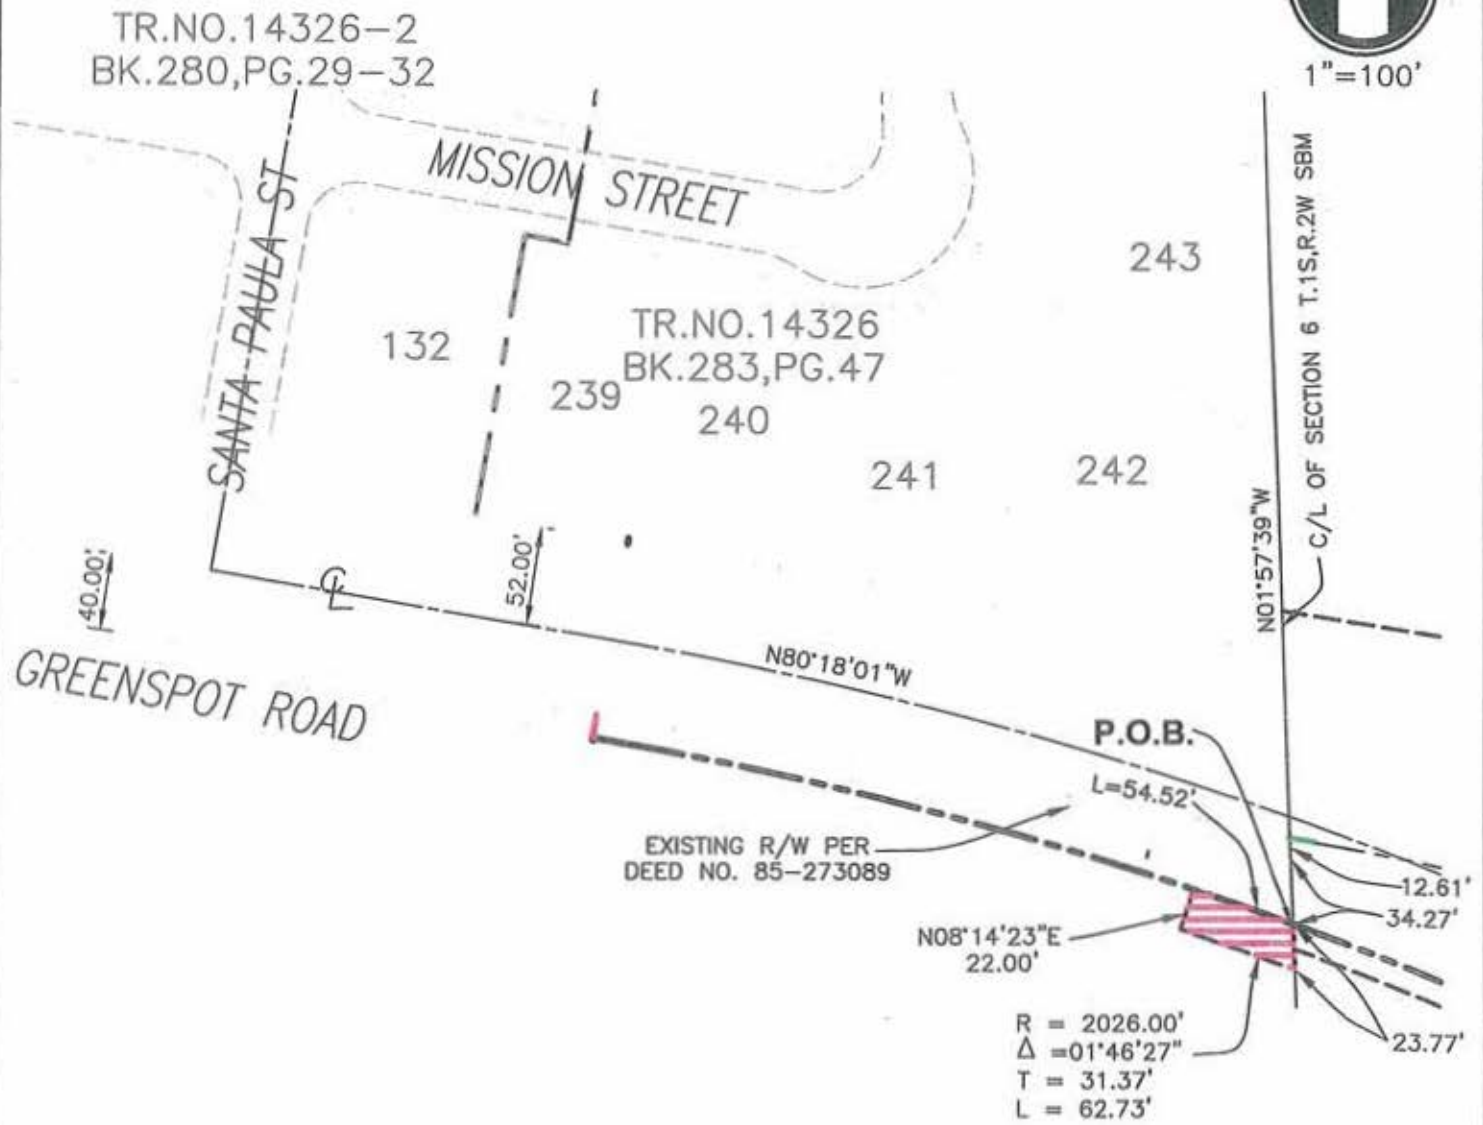 TR.NO.14326-2
BK.280,PG.29-32
1"=100'
MISSION STREET
SANTA PAULA ST
C/L OF SECTION 6 T.1S,R.2W SBM
243
TR.NO.14326
BK.283,PG.47
132
239
240
241
242
N01°57'39"W
40.00'
52.00'
C L
GREENSPOT ROAD
N80°18'01"W
P.O.B.
L=54.52'
EXISTING R/W PER
DEED NO. 85-273089
12.61'
34.27'
N08°14'23"E
22.00'
23.77'
R = 2026.00'
Δ =01°46'27"
T = 31.37'
L = 62.73'